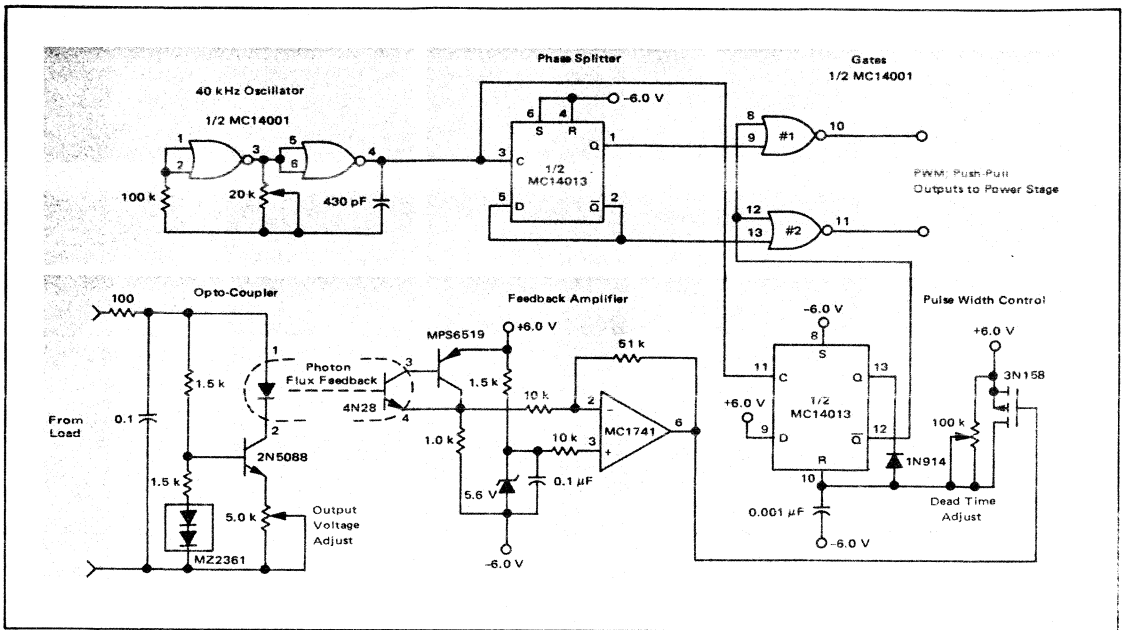 Phase Splitter
Gates
1/2 MC14001
40 kHz Oscillator
1/2 MC14001
1
2
3
5
6
4
100 k
20 k
430 pF
6
S
4
R
-6.0 V
3
C
Q
1
1/2
MC14013
5
D
Q
2
8
9
#1
10
12
13
#2
11
PWM; Push-Pull
Outputs to Power Stage
100
Opto-Coupler
1
Photon
Flux Feedback
3
4
4N28
2
From
Load
0.1
1.5 k
2N5088
1.5 k
5.0 k
Output
Voltage
Adjust
MZ2361
Feedback Amplifier
MPS6519
+6.0 V
1.5 k
51 k
10 k
2
−
MC1741
6
1.0 k
10 k
3
+
5.6 V
0.1 µF
-6.0 V
Pulse Width Control
-6.0 V
8
S
11
C
Q
13
1/2
MC14013
+6.0 V
9
D
Q
12
R
10
1N914
0.001 µF
-6.0 V
+6.0 V
3N158
100 k
Dead Time
Adjust